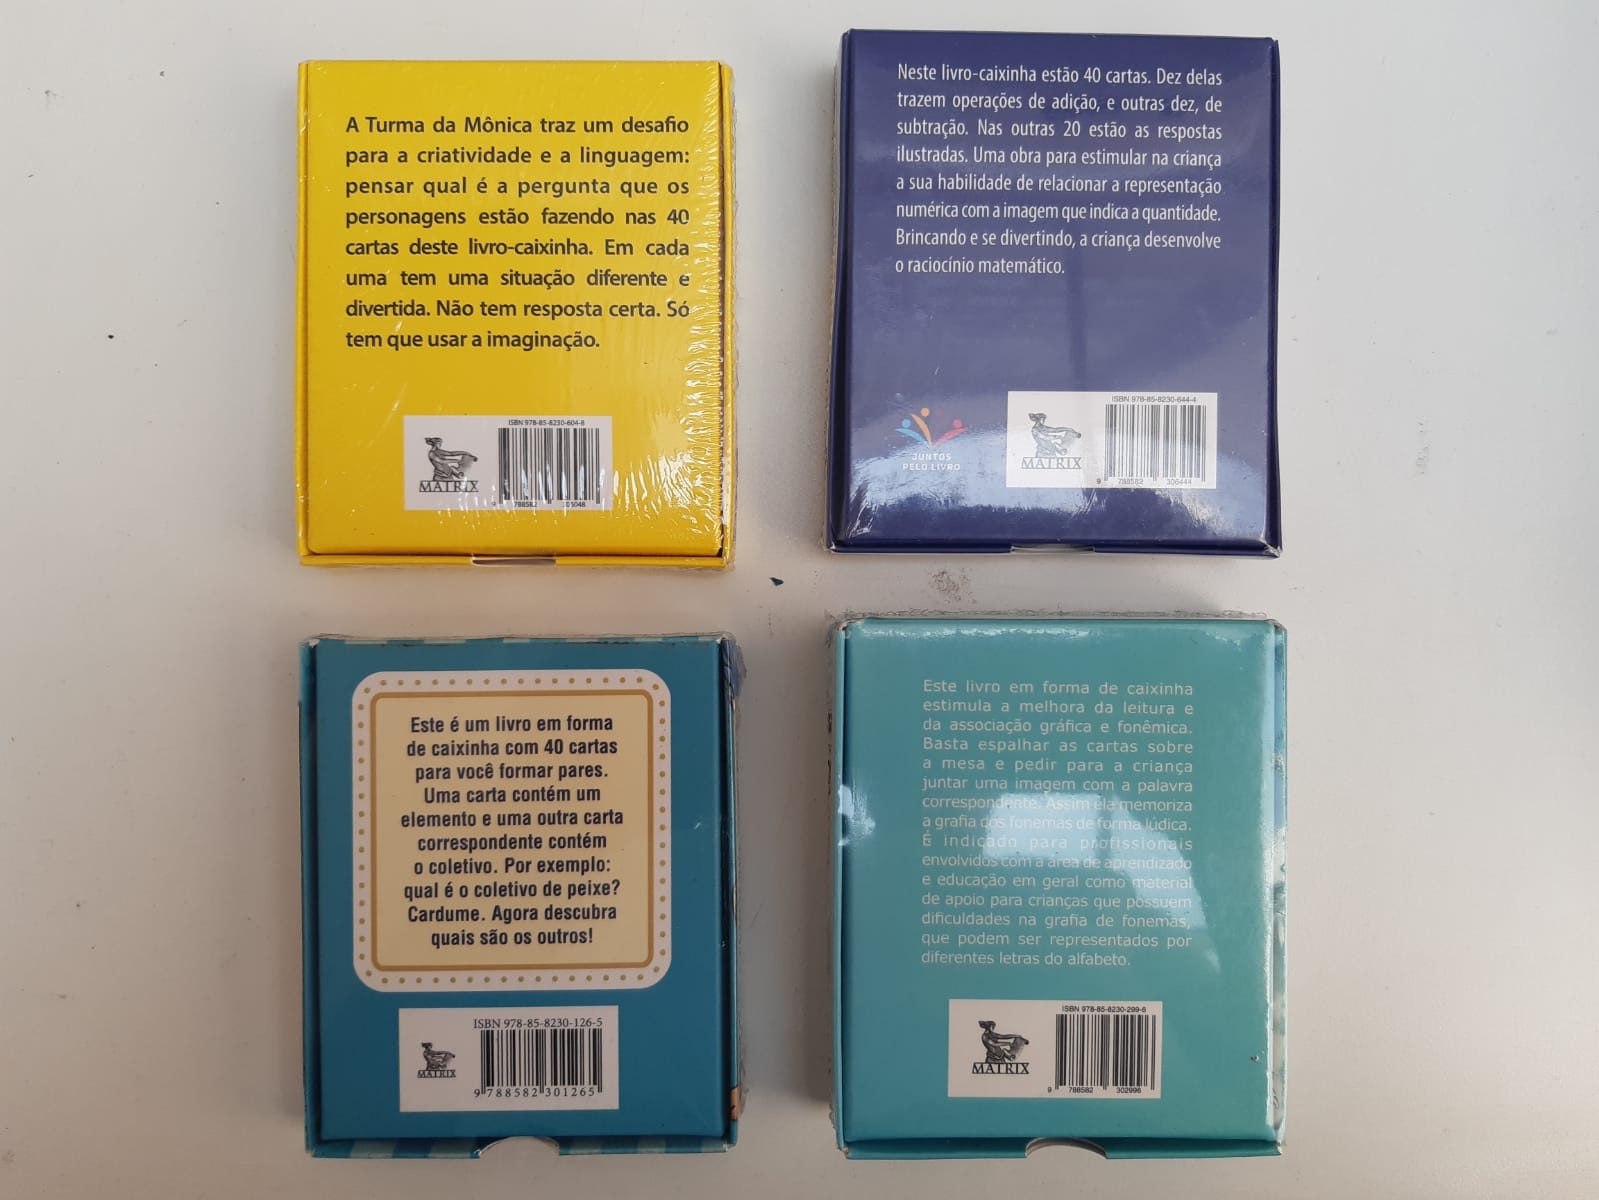 A Turma da Mônica traz um desafio
para a criatividade e a linguagem:
pensar qual é a pergunta que os
personagens estão fazendo nas 40
cartas deste livro-caixinha. Em cada
uma tem uma situação diferente e
divertida. Não tem resposta certa. Só
tem que usar a imaginação.
ISBN 978-85-8230-604-8
MATRIX
Neste livro-caixinha estão 40 cartas. Dez delas
trazem operações de adição, e outras dez, de
subtração. Nas outras 20 estão as respostas
ilustradas. Uma obra para estimular na criança
a sua habilidade de relacionar a representação
numérica com a imagem que indica a quantidade.
Brincando e se divertindo, a criança desenvolve
o raciocínio matemático.
JUNTOS
PELO LIVRO
ISBN 978-85-8230-644-4
MATRIX
9 788582 306444
Este é um livro em forma
de caixinha com 40 cartas
para você formar pares.
Uma carta contém um
elemento e uma outra carta
correspondente contém
o coletivo. Por exemplo:
qual é o coletivo de peixe?
Cardume. Agora descubra
quais são os outros!
ISBN 978-85-8230-126-5
MATRIX
9 788582 301265
Este livro em forma de caixinha
estimula a melhora da leitura e
da associação gráfica e fonêmica.
Basta espalhar as cartas sobre
a mesa e pedir para a criança
juntar uma imagem com a palavra
correspondente. Assim ela memoriza
a grafia dos fonemas de forma lúdica.
É indicado para profissionais
envolvidos com a área de aprendizado
e educação em geral como material
de apoio para crianças que possuem
dificuldades na grafia de fonemas,
que podem ser representados por
diferentes letras do alfabeto.
ISBN 978-85-8230-299-6
MATRIX
9 788582 302996